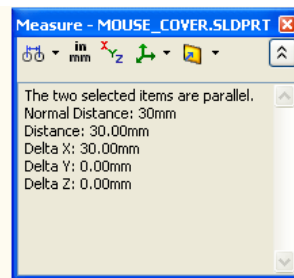 Measure - MOUSE_COVER.SLDPRT
in
mm
X Y Z
The two selected items are parallel.
Normal Distance: 30mm
Distance: 30.00mm
Delta X: 30.00mm
Delta Y: 0.00mm
Delta Z: 0.00mm